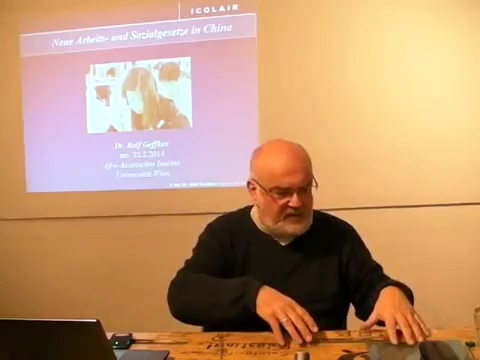 ICOLAIR
Neue Arbeits- und Sozialgesetze in China
Dr. Rolf Geffken
am 22.2.2014
Afro-Asiatisches Institut
Universität Wien